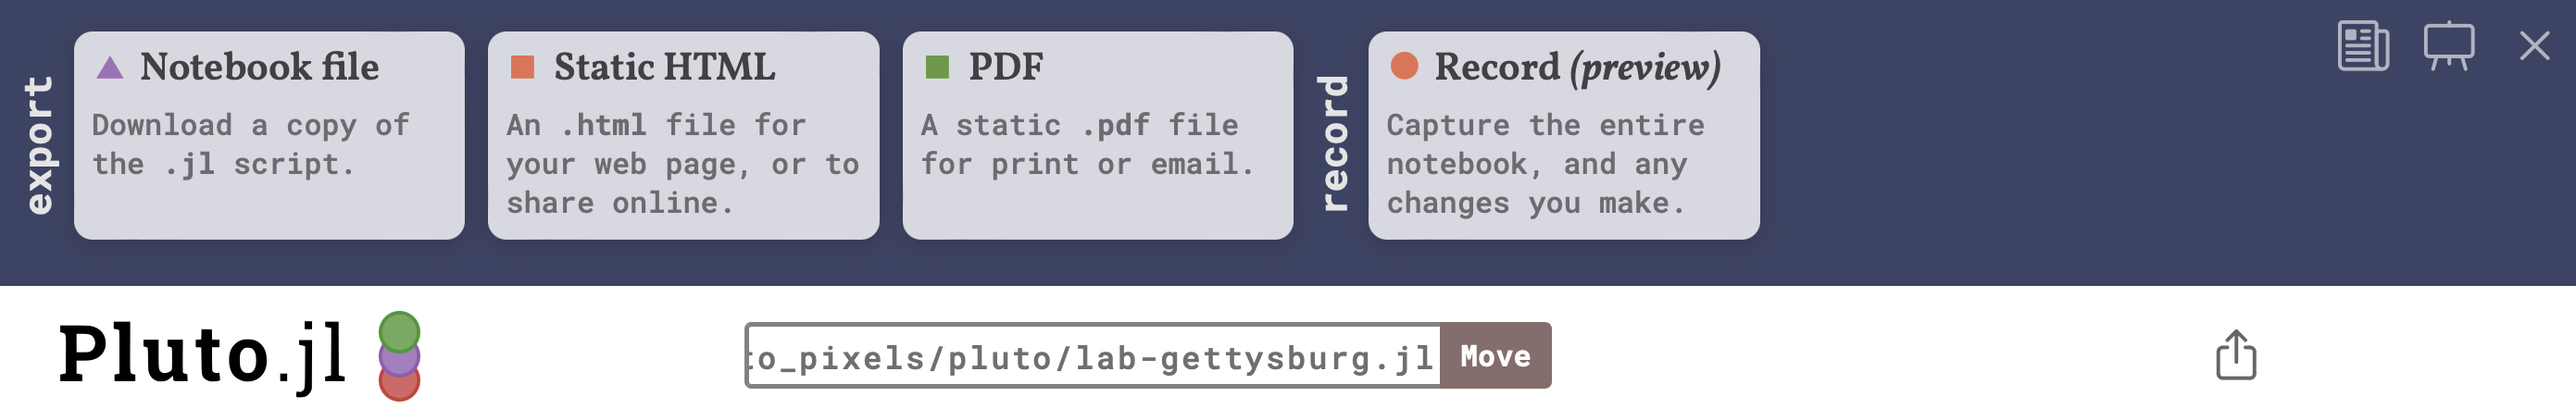 export
Notebook file
Download a copy of
the .jl script.
Static HTML
An .html file for
your web page, or to
share online.
PDF
A static .pdf file
for print or email.
record
Record (preview)
Capture the entire
notebook, and any
changes you make.
Pluto.jl
to_pixels/pluto/lab-gettysburg.jl
Move